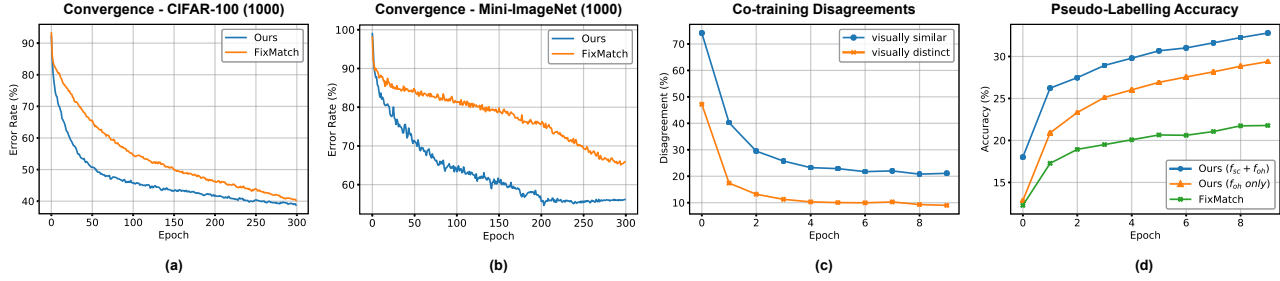 Convergence - CIFAR-100 (1000)
Error Rate (%)
90
80
70
60
50
40
0
50
100
150
200
250
300
Epoch
Ours
FixMatch
(a)
Convergence - Mini-ImageNet (1000)
Error Rate (%)
100
90
80
70
60
0
50
100
150
200
250
300
Epoch
Ours
FixMatch
(b)
Co-training Disagreements
Disagreement (%)
70
60
50
40
30
20
10
0
2
4
6
8
Epoch
visually similar
visually distinct
(c)
Pseudo-Labelling Accuracy
Accuracy (%)
30
25
20
15
0
2
4
6
8
Epoch
Ours (f_sc + f_oh)
Ours (f_oh only)
FixMatch
(d)